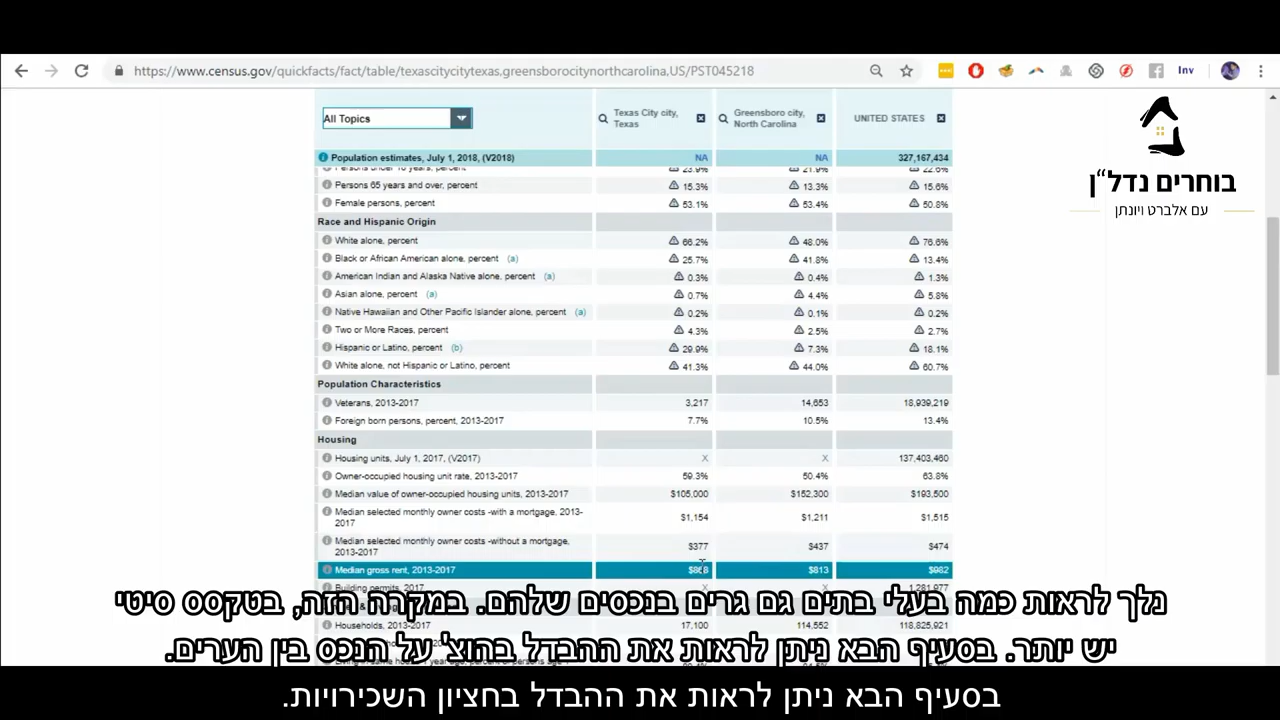 https://www.census.gov/quickfacts/fact/table/texascitycitytexas,greensborocitynorthcarolina,US/PST045218
Inv
All Topics
Texas City city, Texas
Greensboro city, North Carolina
UNITED STATES
Population estimates, July 1, 2018, (V2018) NA NA 327,167,434
Persons 65 years and over, percent 15.3% 13.3% 15.6%
Female persons, percent 53.1% 53.4% 50.8%
Race and Hispanic Origin
White alone, percent 66.2% 48.0% 76.6%
Black or African American alone, percent (a) 25.7% 41.8% 13.4%
American Indian and Alaska Native alone, percent (a) 0.3% 0.4% 1.3%
Asian alone, percent (a) 0.7% 4.4% 5.8%
Native Hawaiian and Other Pacific Islander alone, percent (a) 0.2% 0.1% 0.2%
Two or More Races, percent 4.3% 2.5% 2.7%
Hispanic or Latino, percent (b) 29.9% 7.3% 18.1%
White alone, not Hispanic or Latino, percent 41.3% 44.0% 60.7%
Population Characteristics
Veterans, 2013-2017 3,217 14,653 18,939,219
Foreign born persons, percent, 2013-2017 7.7% 10.5% 13.4%
Housing
Housing units, July 1, 2017, (V2017) X X 137,403,460
Owner-occupied housing unit rate, 2013-2017 59.3% 50.4% 63.8%
Median value of owner-occupied housing units, 2013-2017 $105,000 $152,300 $193,500
Median selected monthly owner costs -with a mortgage, 2013-2017 $1,154 $1,211 $1,515
Median selected monthly owner costs -without a mortgage, 2013-2017 $377 $437 $474
Median gross rent, 2013-2017 $813 $982
Building permits, 2017 X X 1,281,977
Households, 17,100 114,552 118,825,921
בוחרים נדל"ן
עם אלברט ויונתן
נלך לראות כמה בעלי בתים גם גרים בנכסים שלהם. במקרה הזה, בטקסס סיטי
יש יותר. בסעיף הבא ניתן לראות את ההבדל בהוצ' על הנכס בין הערים.
בסעיף הבא ניתן לראות את ההבדל בחציון השכירויות.